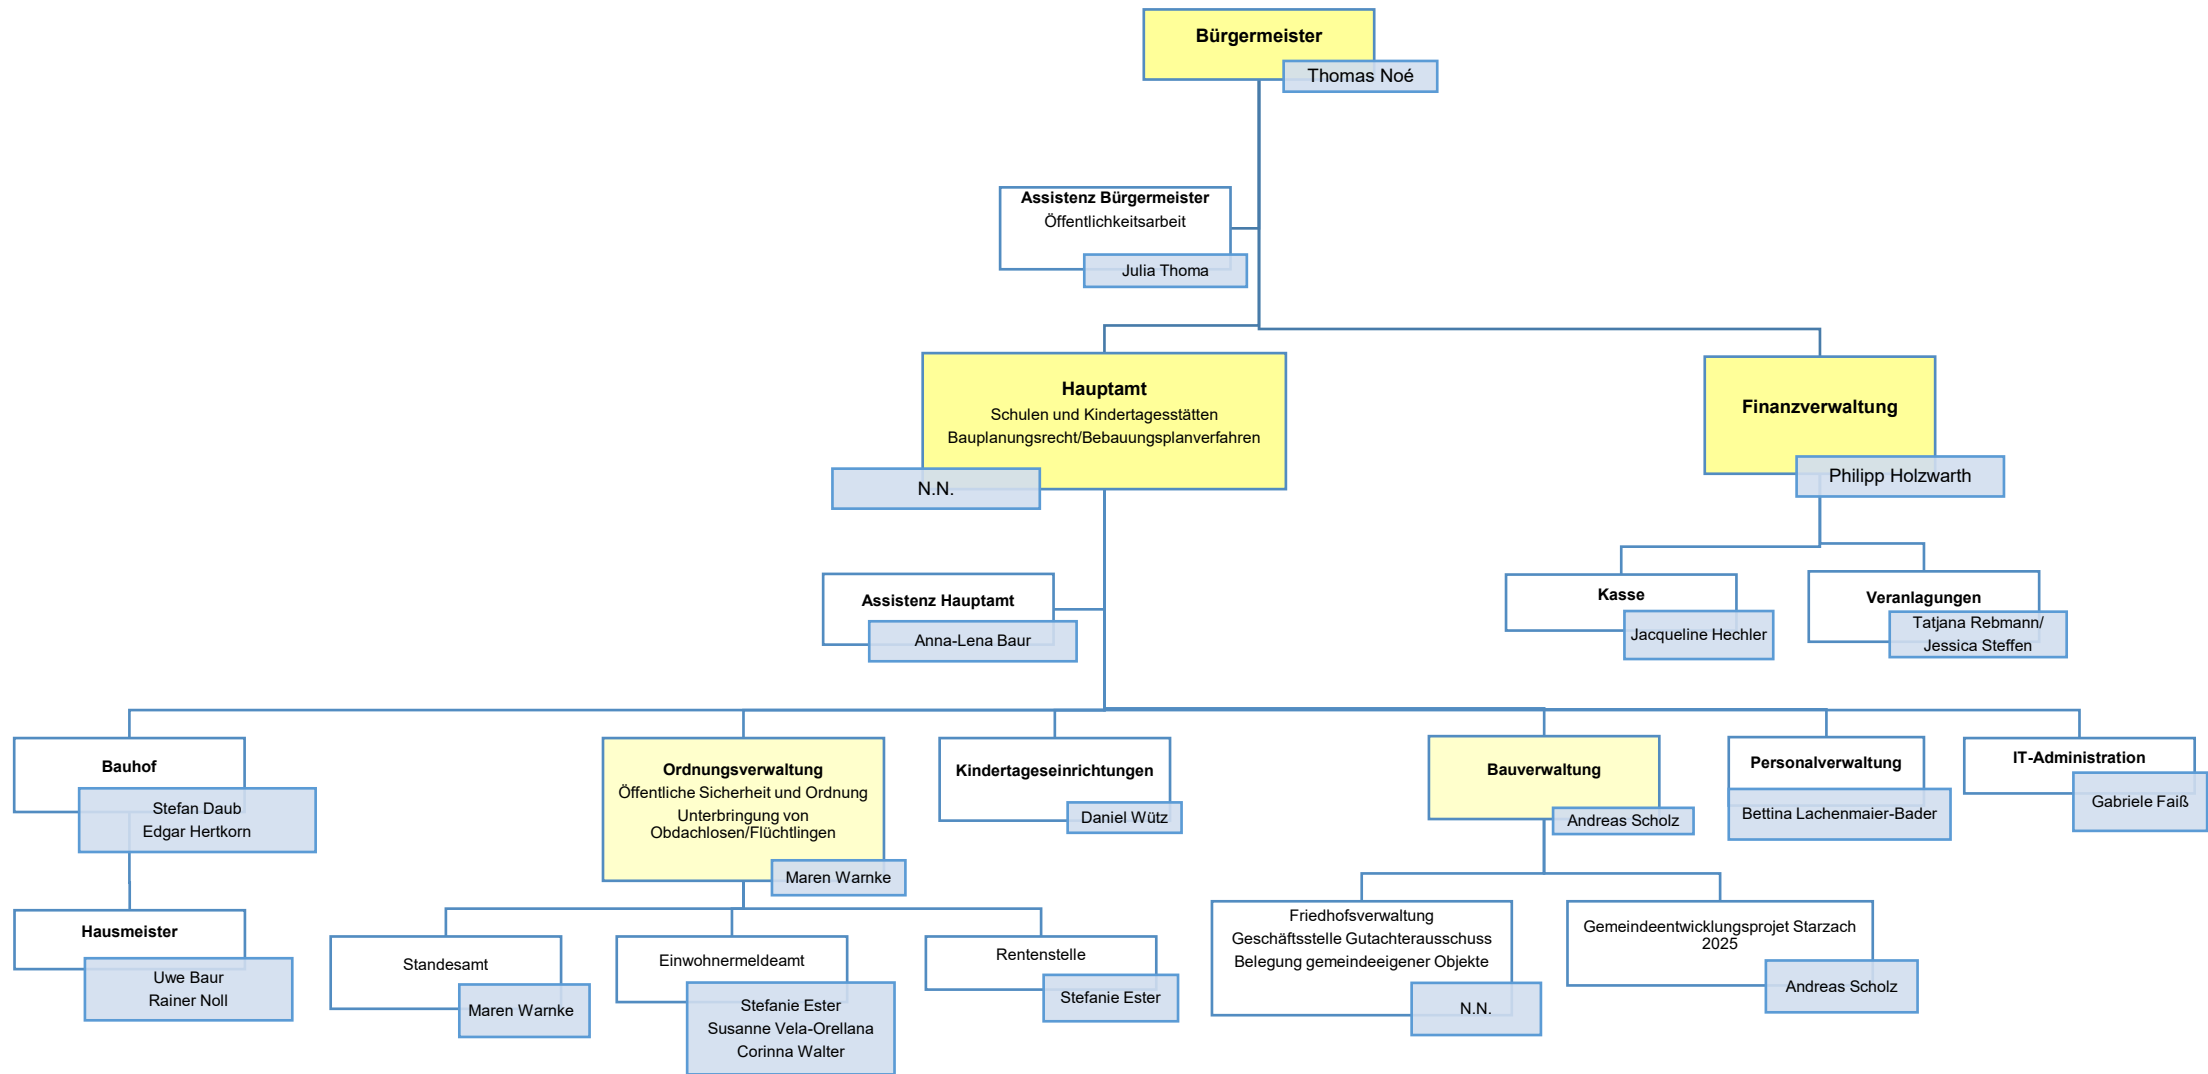 Bürgermeister
Thomas Noé
Assistenz Bürgermeister
Öffentlichkeitsarbeit
Julia Thoma
Hauptamt
Schulen und Kindertagesstätten
Bauplanungsrecht/Bebauungsplanverfahren
N.N.
Finanzverwaltung
Philipp Holzwarth
Assistenz Hauptamt
Anna-Lena Baur
Kasse
Jacqueline Hechler
Veranlagungen
Tatjana Rebmann/
Jessica Steffen
Bauhof
Stefan Daub
Edgar Hertkorn
Ordnungsverwaltung
Öffentliche Sicherheit und Ordnung
Unterbringung von
Obdachlosen/Flüchtlingen
Maren Warnke
Kindertageseinrichtungen
Daniel Wütz
Bauverwaltung
Andreas Scholz
Personalverwaltung
Bettina Lachenmaier-Bader
IT-Administration
Gabriele Faiß
Hausmeister
Uwe Baur
Rainer Noll
Standesamt
Maren Warnke
Einwohnermeldeamt
Stefanie Ester
Susanne Vela-Orellana
Corinna Walter
Rentenstelle
Stefanie Ester
Friedhofsverwaltung
Geschäftsstelle Gutachterausschuss
Belegung gemeindeeigener Objekte
N.N.
Gemeindeentwicklungsprojet Starzach
2025
Andreas Scholz